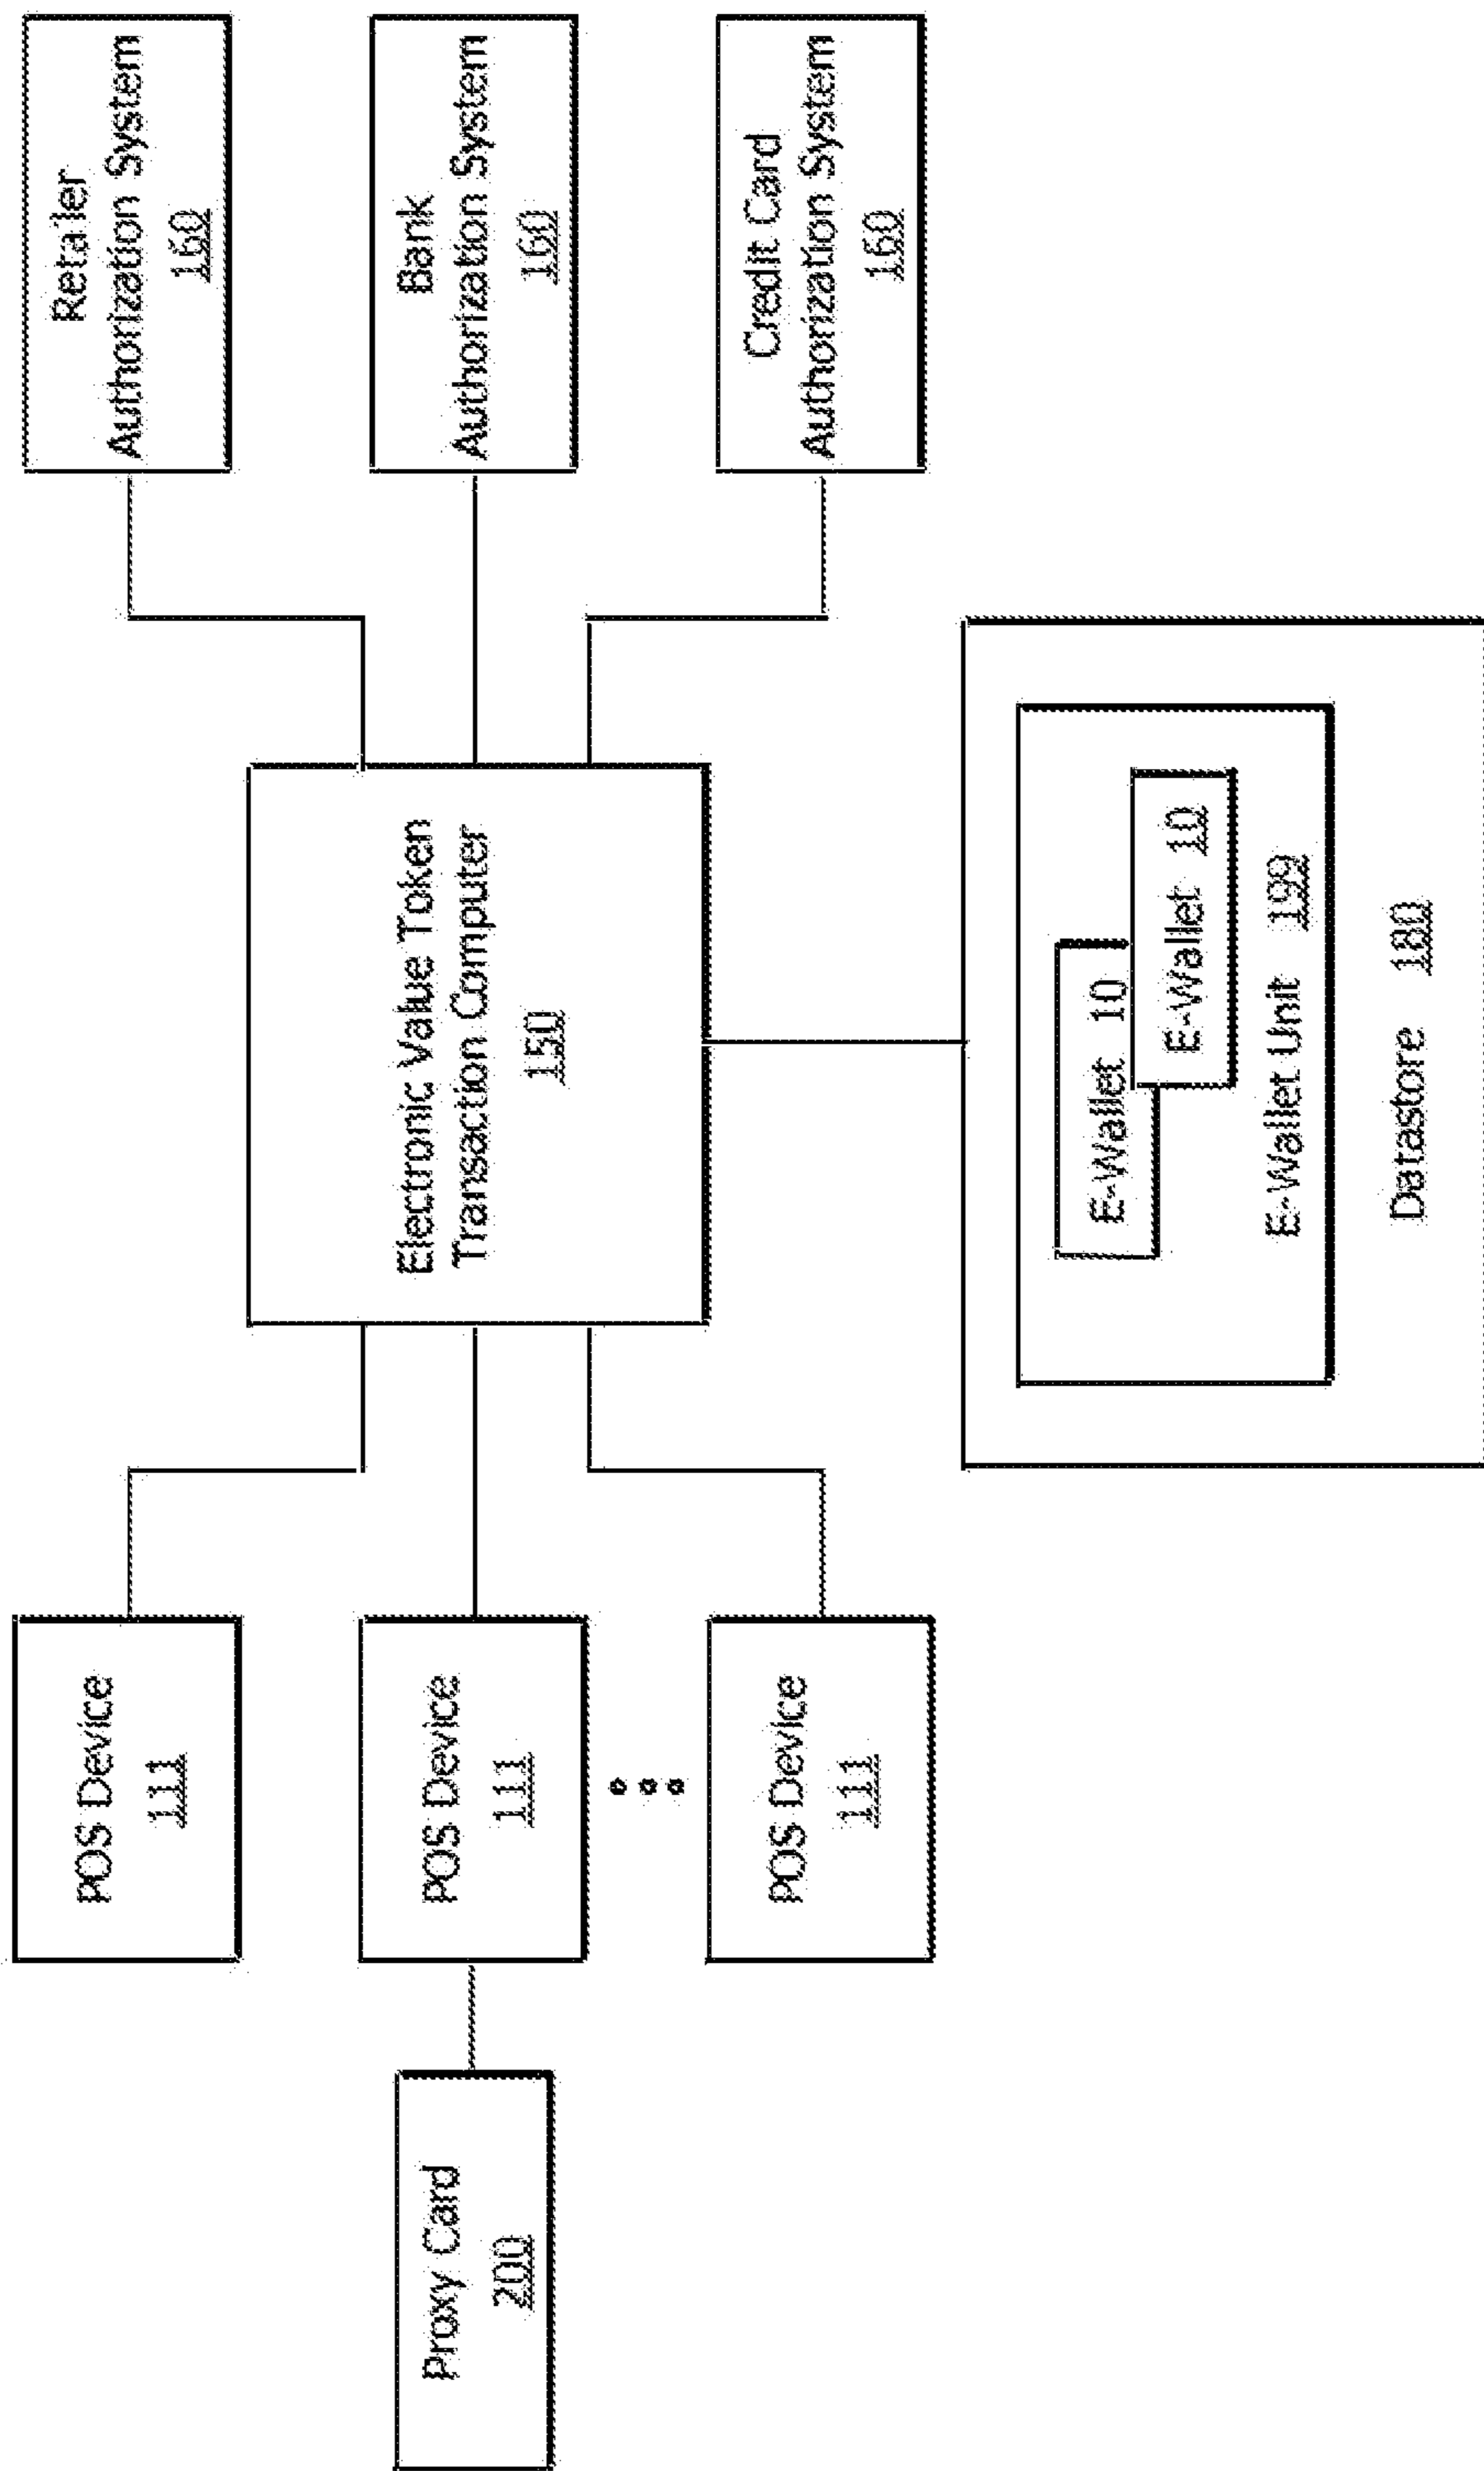 Proxy Card
200
POS Device
111
POS Device
111
POS Device
111
Electronic Value Token
Transaction Computer
150
Retailer
Authorization System
160
Bank
Authorization System
160
Credit Card
Authorization System
160
E-Wallet 10
E-Wallet 10
E-Wallet Unit 199
Datastore 180